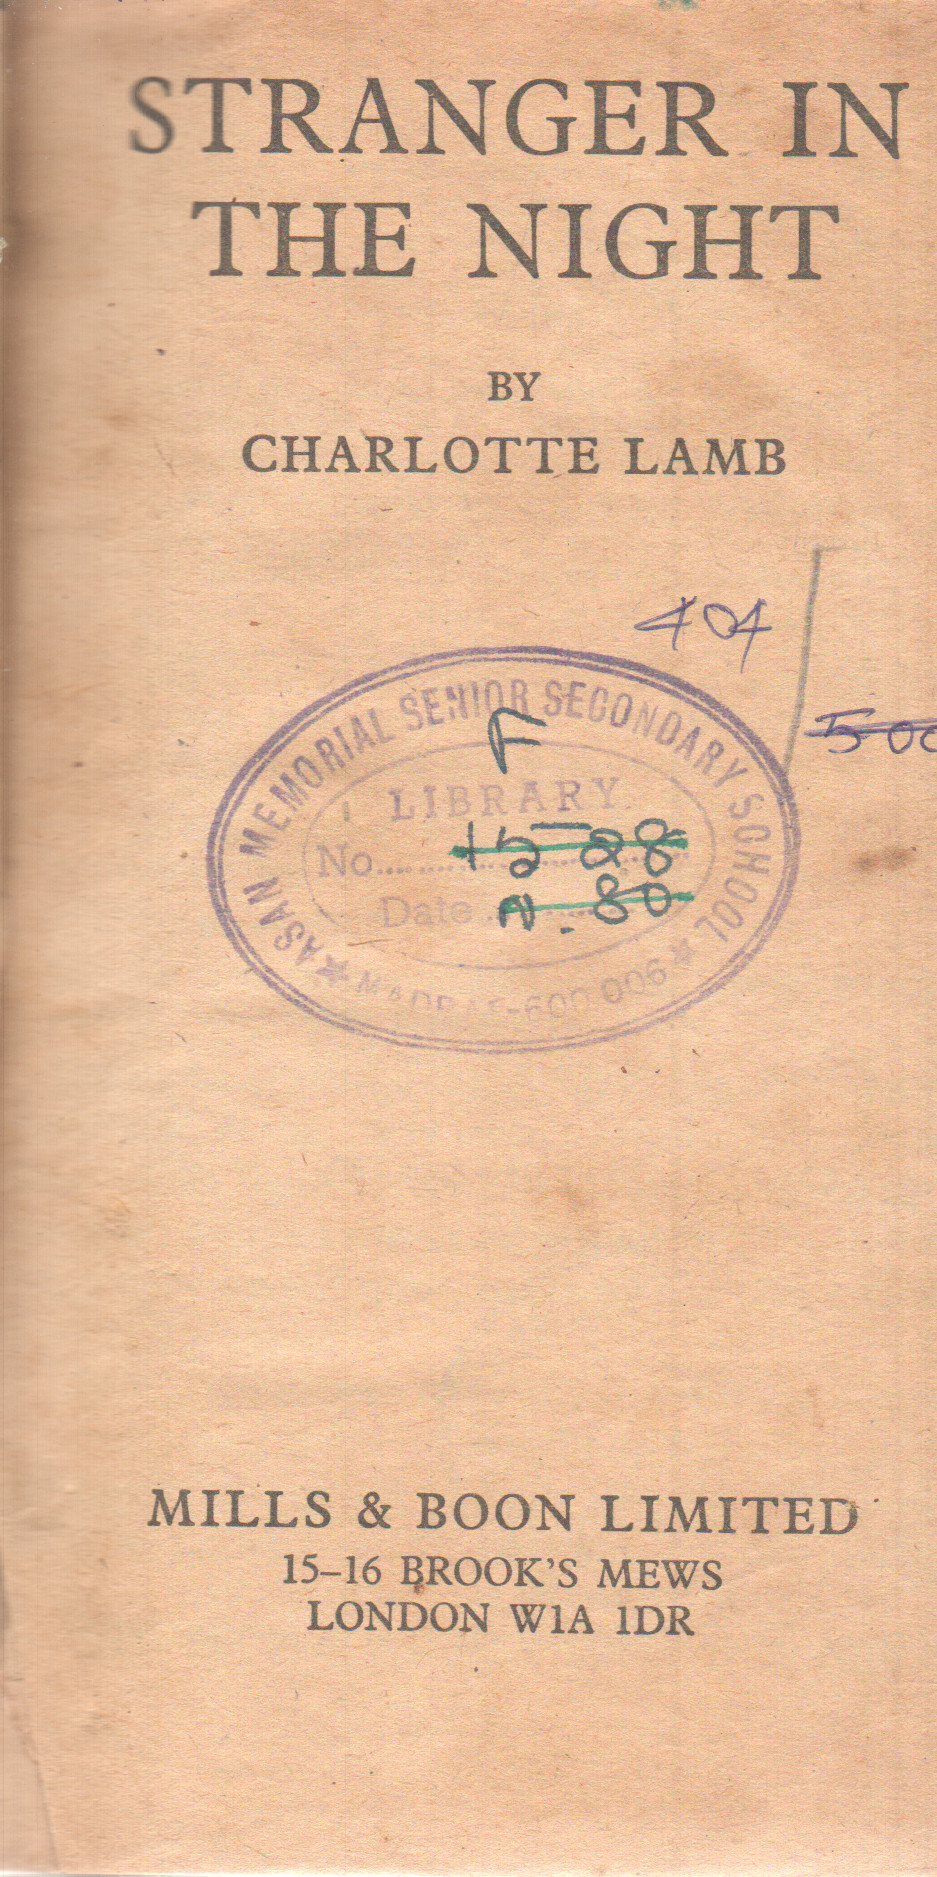 STRANGER IN
THE NIGHT
BY
CHARLOTTE LAMB
404
500
ASAN MEMORIAL SENIOR SECONDARY SCHOOL
F
LIBRARY
No.
Date
80
MADRAS-600 006
MILLS & BOON LIMITED
15–16 BROOK'S MEWS
LONDON W1A 1DR